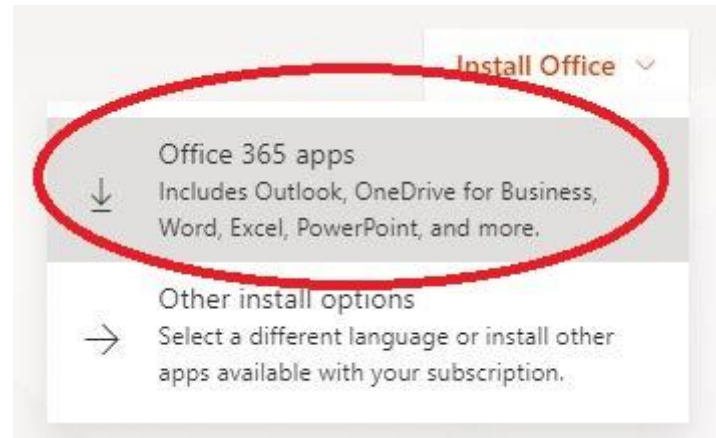 Install Office
Office 365 apps
Includes Outlook, OneDrive for Business,
Word, Excel, PowerPoint, and more.
Other install options
Select a different language or install other
apps available with your subscription.